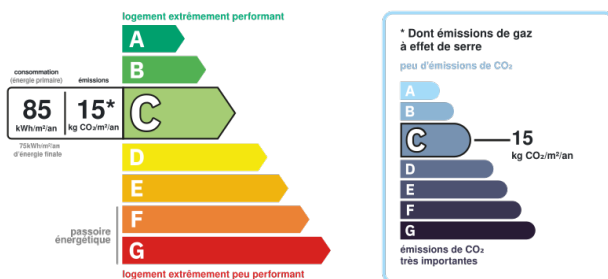 logement extrêmement performant
consommation
(énergie primaire)
émissions
85
kWh/m²/an
15*
kg CO₂/m²/an
75kWh/m²/an
d'énergie finale
A
B
C
D
E
F
G
passoire
énergétique
logement extrêmement peu performant
* Dont émissions de gaz
à effet de serre
peu d'émissions de CO₂
A
B
C
15
kg CO₂/m²/an
D
E
F
G
émissions de CO₂
très importantes